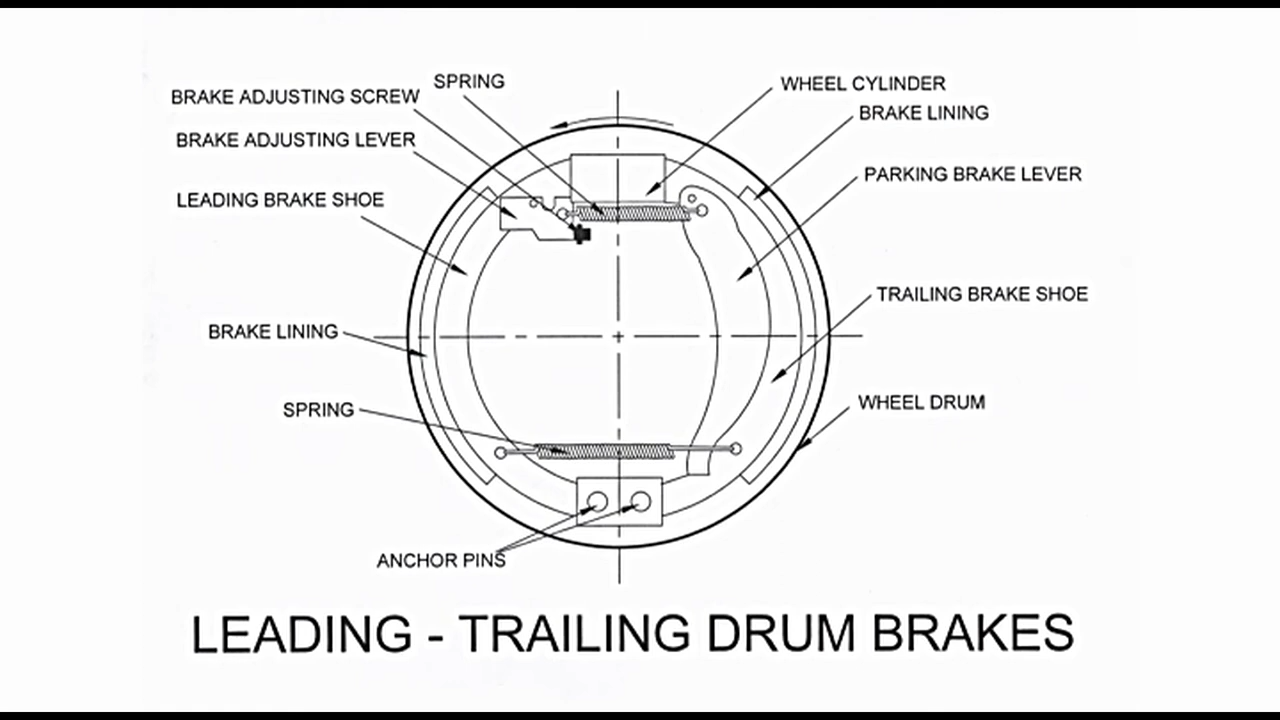 SPRING
WHEEL CYLINDER
BRAKE ADJUSTING SCREW
BRAKE LINING
BRAKE ADJUSTING LEVER
PARKING BRAKE LEVER
LEADING BRAKE SHOE
TRAILING BRAKE SHOE
BRAKE LINING
WHEEL DRUM
SPRING
ANCHOR PINS
LEADING - TRAILING DRUM BRAKES